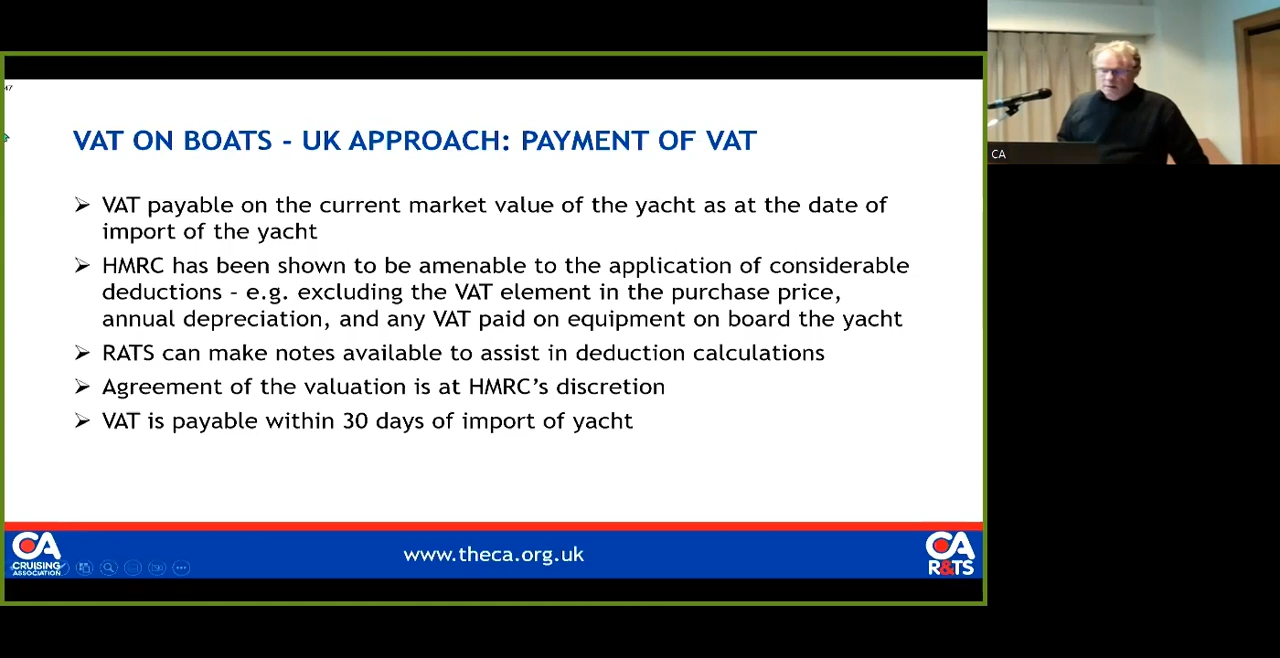 47
VAT ON BOATS - UK APPROACH: PAYMENT OF VAT
➢ VAT payable on the current market value of the yacht as at the date of
import of the yacht
➢ HMRC has been shown to be amenable to the application of considerable
deductions – e.g. excluding the VAT element in the purchase price,
annual depreciation, and any VAT paid on equipment on board the yacht
➢ RATS can make notes available to assist in deduction calculations
➢ Agreement of the valuation is at HMRC’s discretion
➢ VAT is payable within 30 days of import of yacht
CA
CRUISING
ASSOCIATION
www.theca.org.uk
CA
R&TS
CA